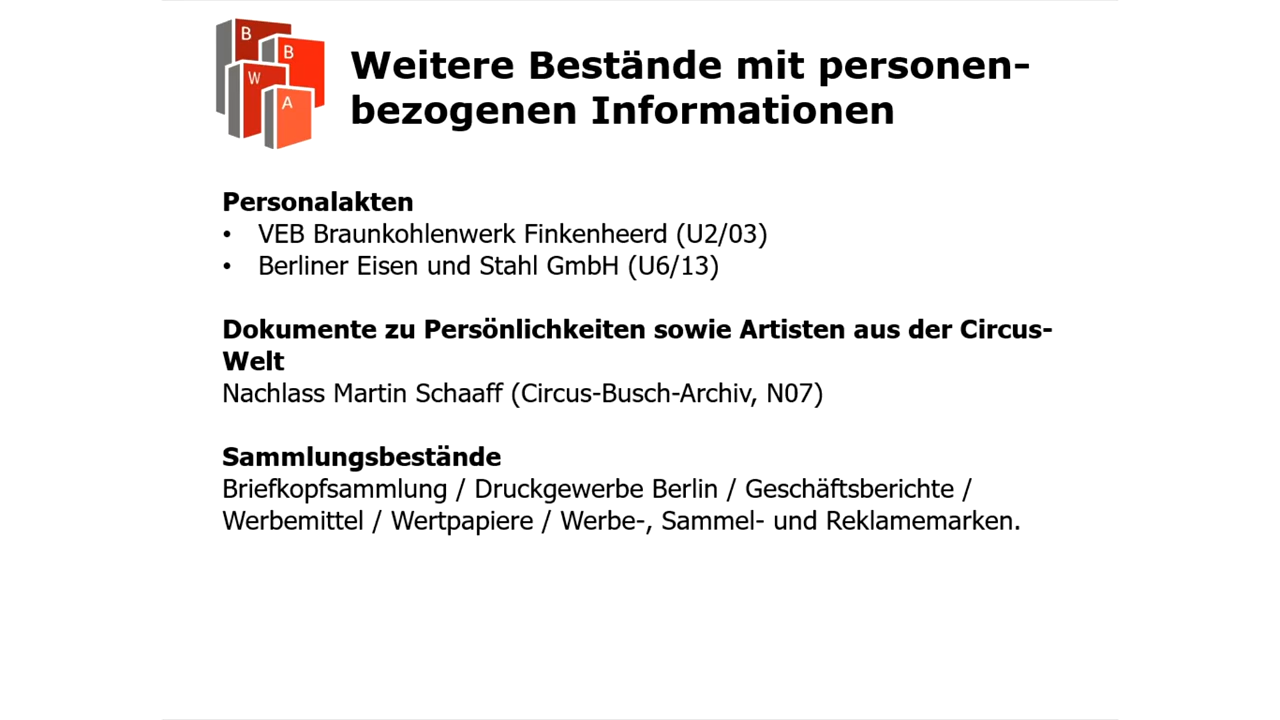 B
B
W
A
Weitere Bestände mit personen-
bezogenen Informationen
Personalakten
• VEB Braunkohlenwerk Finkenheerd (U2/03)
• Berliner Eisen und Stahl GmbH (U6/13)
Dokumente zu Persönlichkeiten sowie Artisten aus der Circus-
Welt
Nachlass Martin Schaaff (Circus-Busch-Archiv, N07)
Sammlungsbestände
Briefkopfsammlung / Druckgewerbe Berlin / Geschäftsberichte /
Werbemittel / Wertpapiere / Werbe-, Sammel- und Reklamemarken.